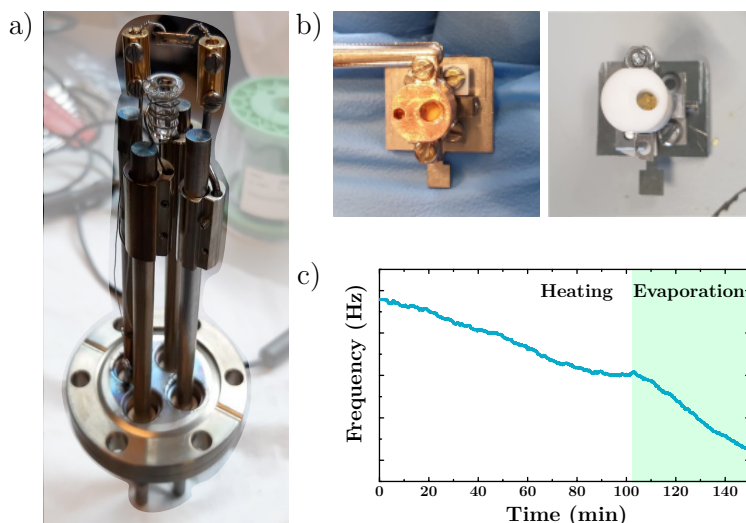 a)
b)
c)
Heating
Evaporation
Frequency (Hz)
0
20
40
60
80
100
120
140
Time (min)